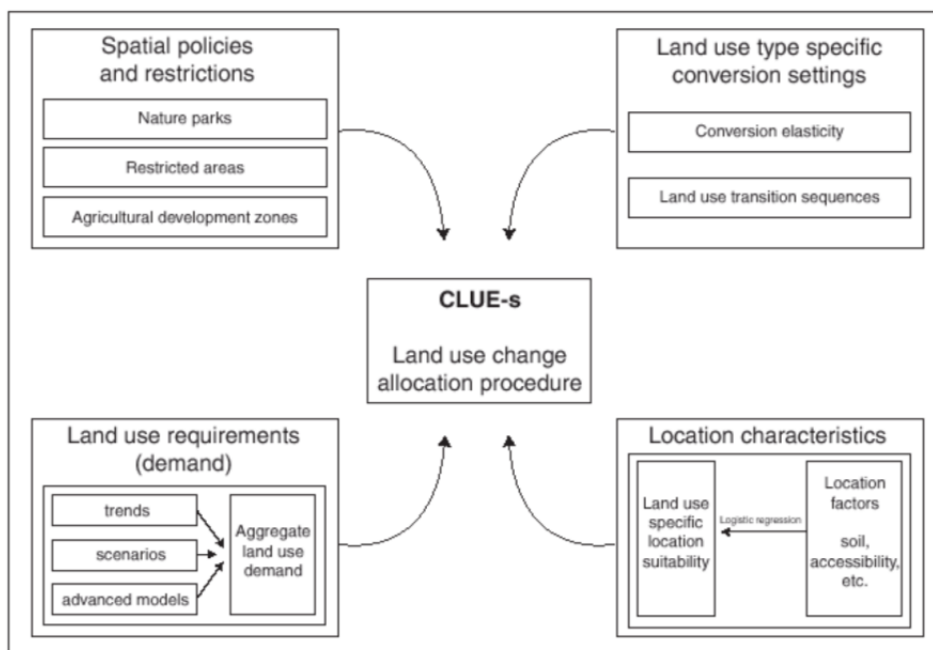 Spatial policies
and restrictions
Nature parks
Restricted areas
Agricultural development zones
Land use type specific
conversion settings
Conversion elasticity
Land use transition sequences
CLUE-s
Land use change
allocation procedure
Land use requirements
(demand)
trends
scenarios
advanced models
Aggregate
land use
demand
Location characteristics
Land use
specific
location
suitability
Logistic regression
Location
factors
soil,
accessibility,
etc.